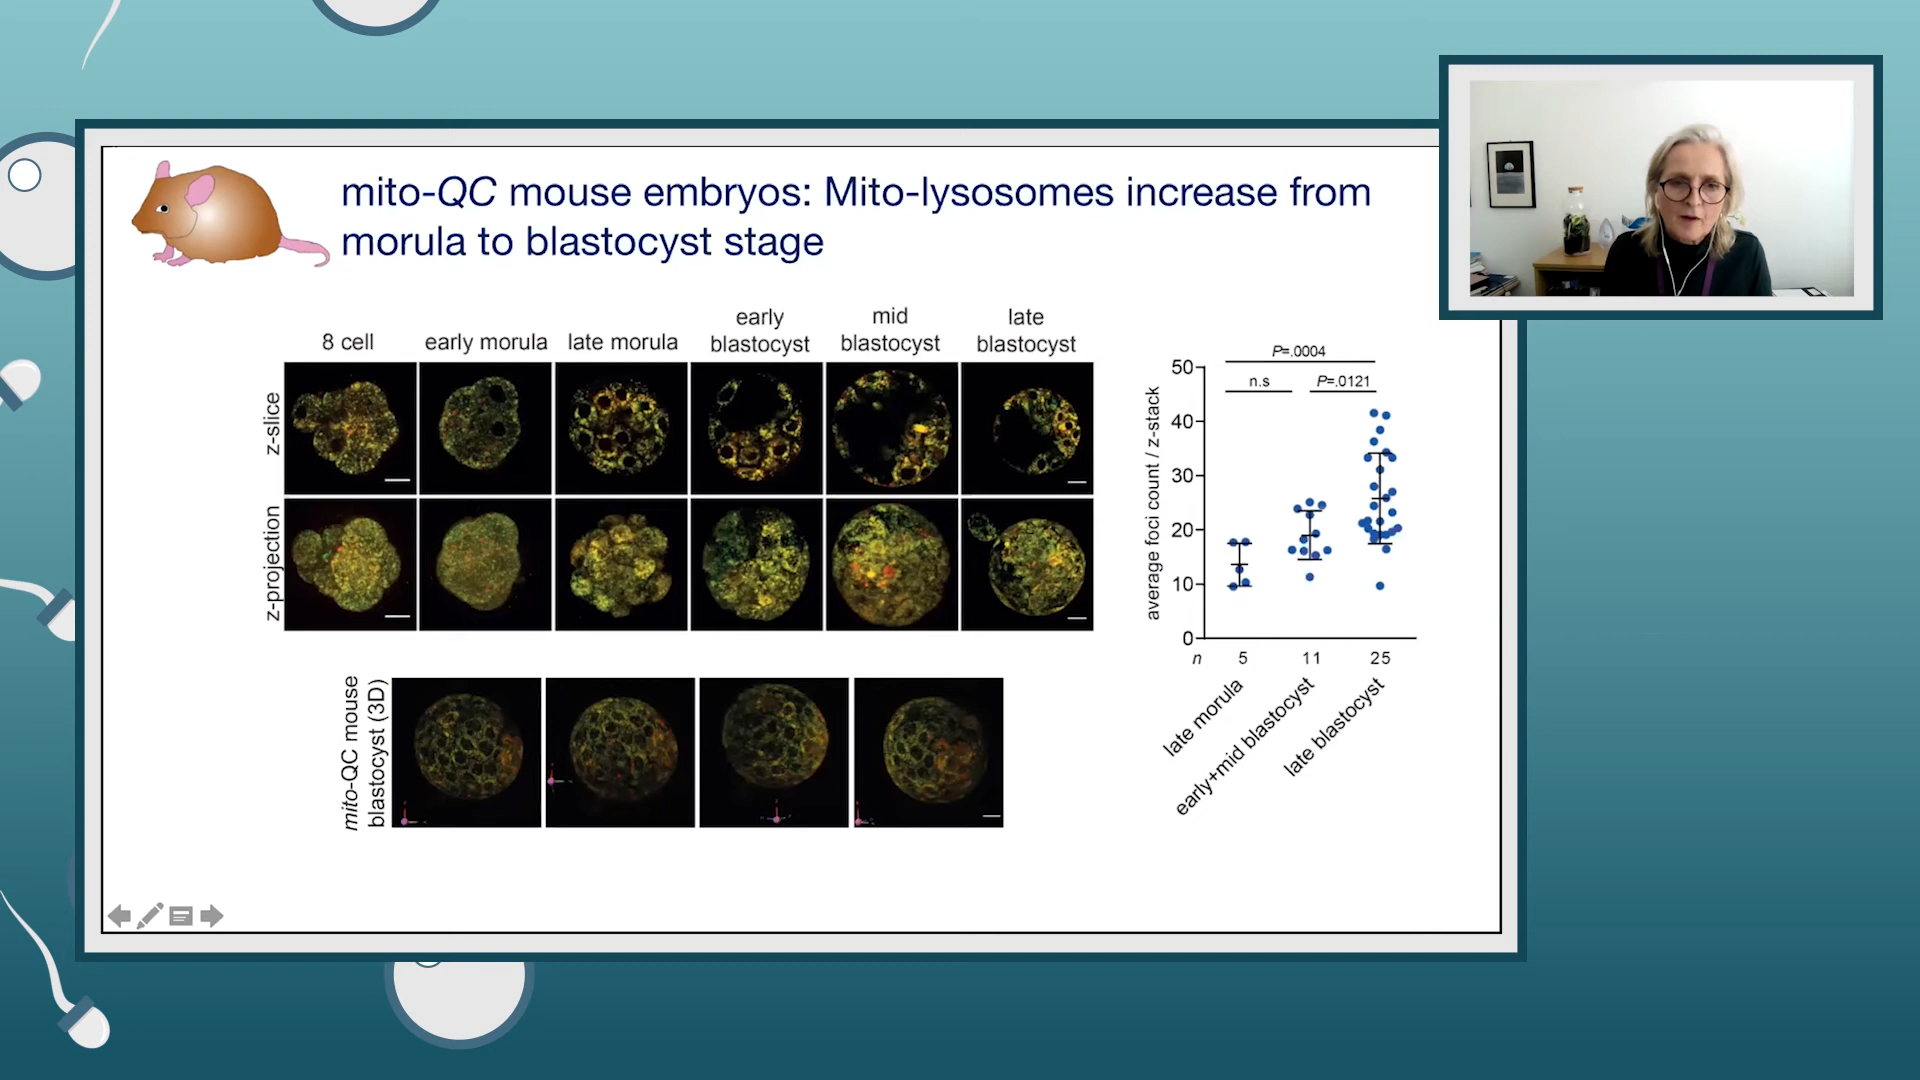 mito-QC mouse embryos: Mito-lysosomes increase from
morula to blastocyst stage
8 cell
early morula
late morula
early
blastocyst
mid
blastocyst
late
blastocyst
z-slice
z-projection
mito-QC mouse
blastocyst (3D)
P=.0004
n.s
P=.0121
average foci count / z-stack
50
40
30
20
10
0
n 5 11 25
late morula
early+mid blastocyst
late blastocyst